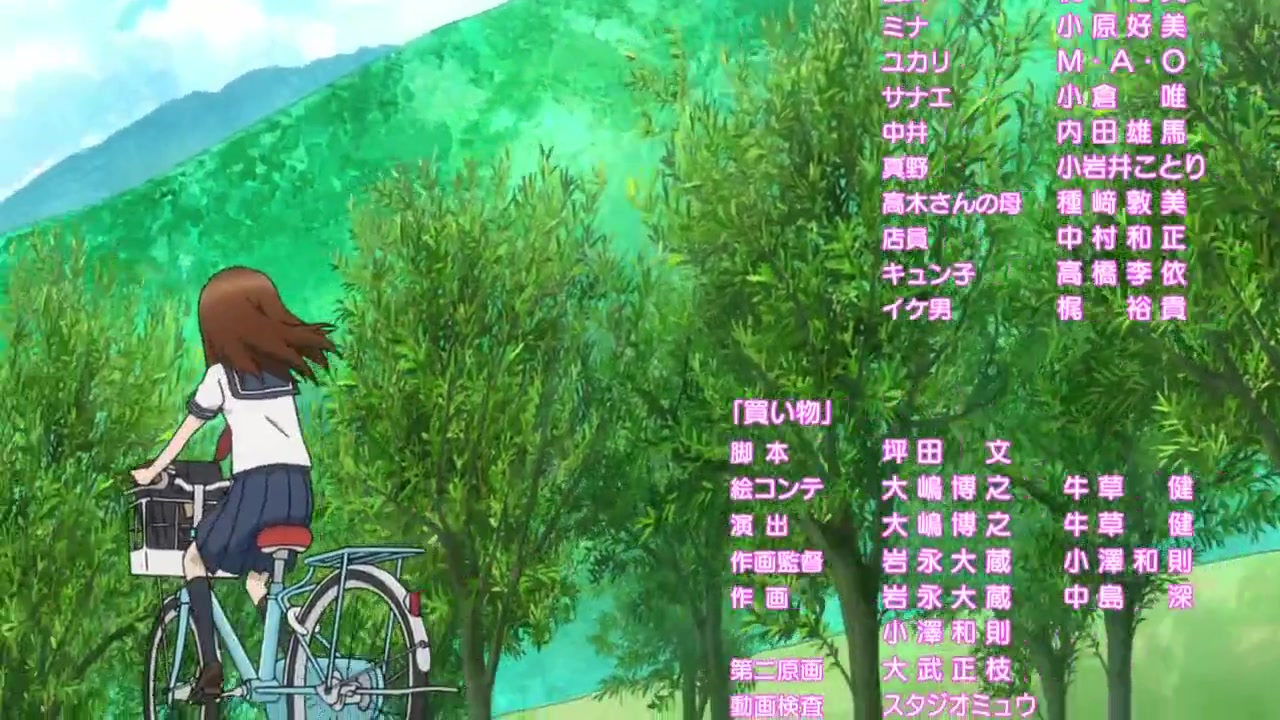 ミナ 小原好美
ユカリ M・A・O
サナエ 小倉 唯
中井 内田雄馬
真野 小岩井ことり
高木さんの母 種﨑敦美
店員 中村和正
キュン子 高橋李依
イケ男 梶 裕貴
「買い物」
脚本 坪田 文
絵コンテ 大嶋博之 牛草 健
演出 大嶋博之 牛草 健
作画監督 岩永大蔵 小澤和則
作画 岩永大蔵 中島 深
小澤和則
第二原画 大武正枝
動画検査 スタジオミュウ